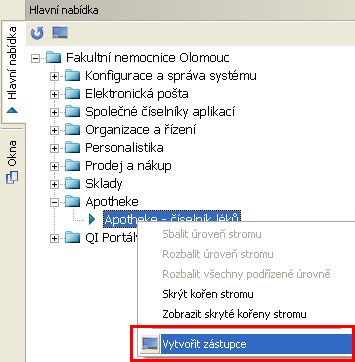 Hlavní nabídka
Hlavní nabídka
Okna
Fakultní nemocnice Olomouc
Konfigurace a správa systému
Elektronická pošta
Společné číselníky aplikací
Organizace a řízení
Personalistika
Prodej a nákup
Sklady
Apotheke
Apotheke - číselník léků
QI Portál
Sbalit úroveň stromu
Rozbalit úroveň stromu
Rozbalit všechny podřízené úrovně
Skrýt kořen stromu
Zobrazit skryté kořeny stromu
Vytvořit zástupce